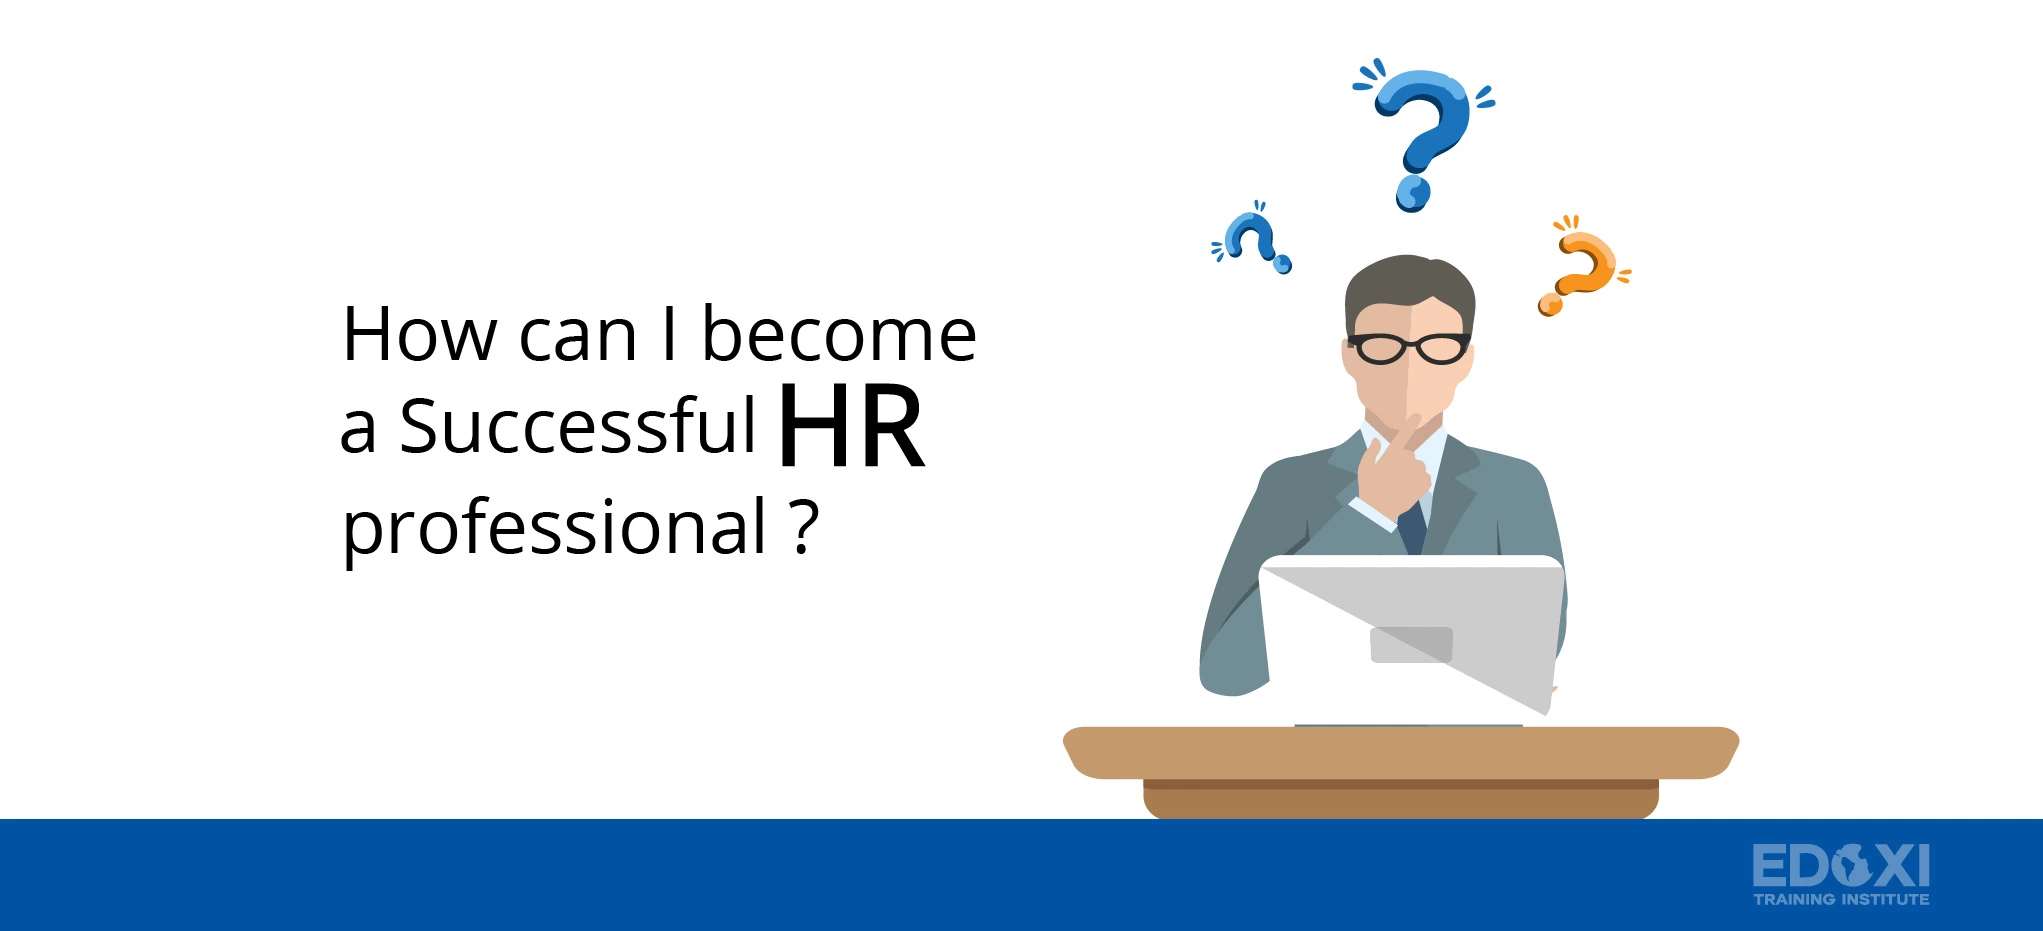 How can I become
a Successful HR
professional ?
EDOXI
TRAINING INSTITUTE